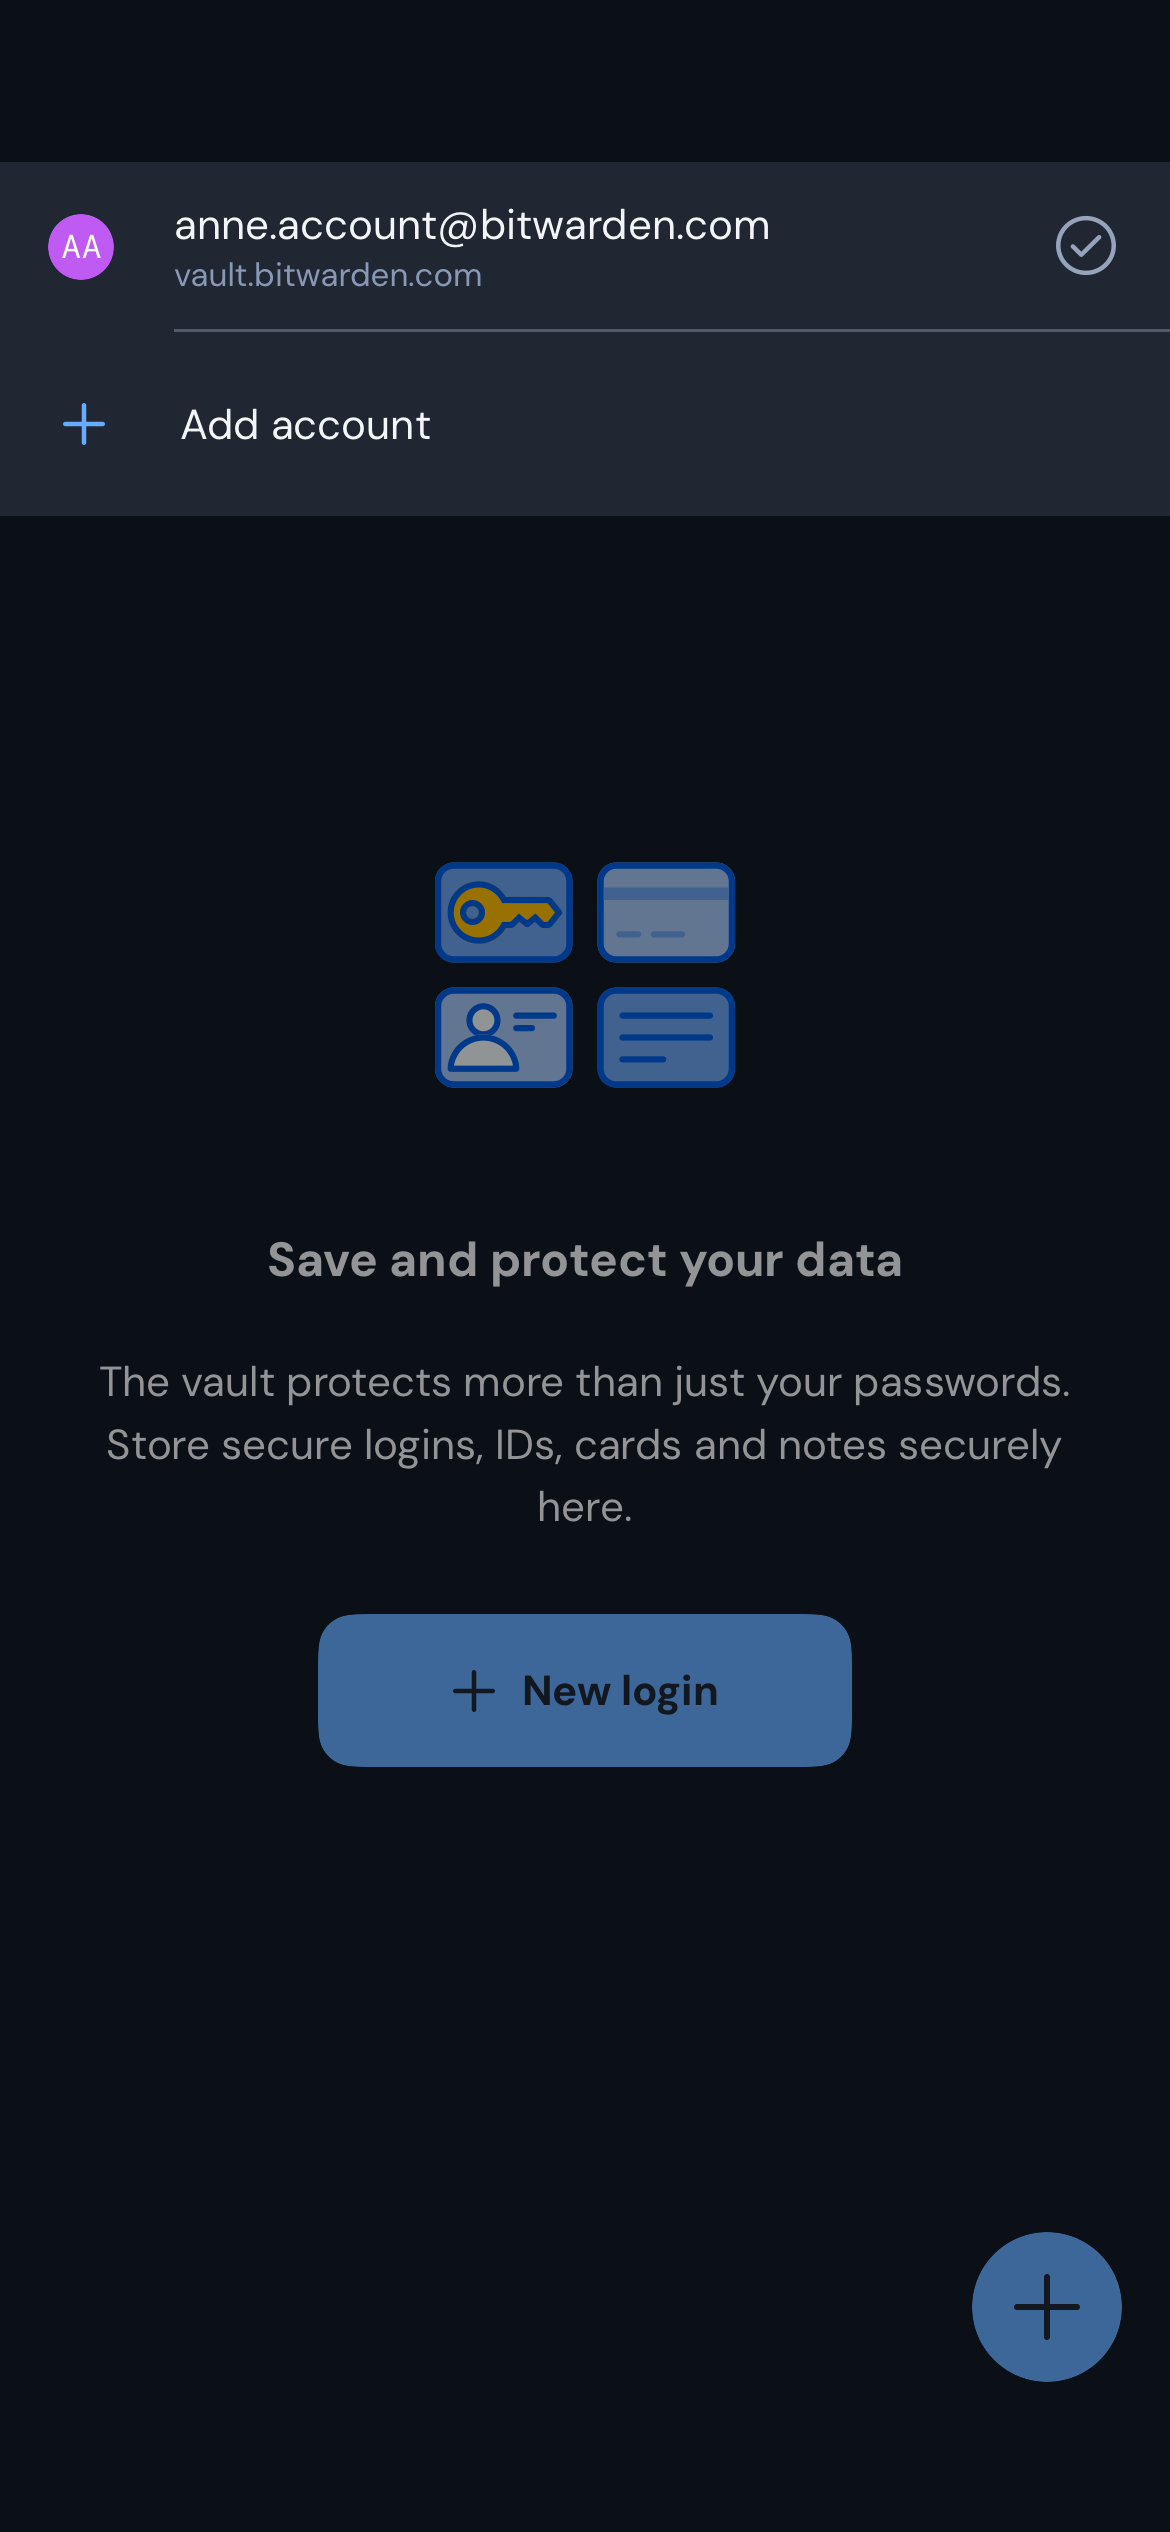 AA
anne.account@bitwarden.com
vault.bitwarden.com
Add account
Save and protect your data
The vault protects more than just your passwords.
Store secure logins, IDs, cards and notes securely
here.
New login